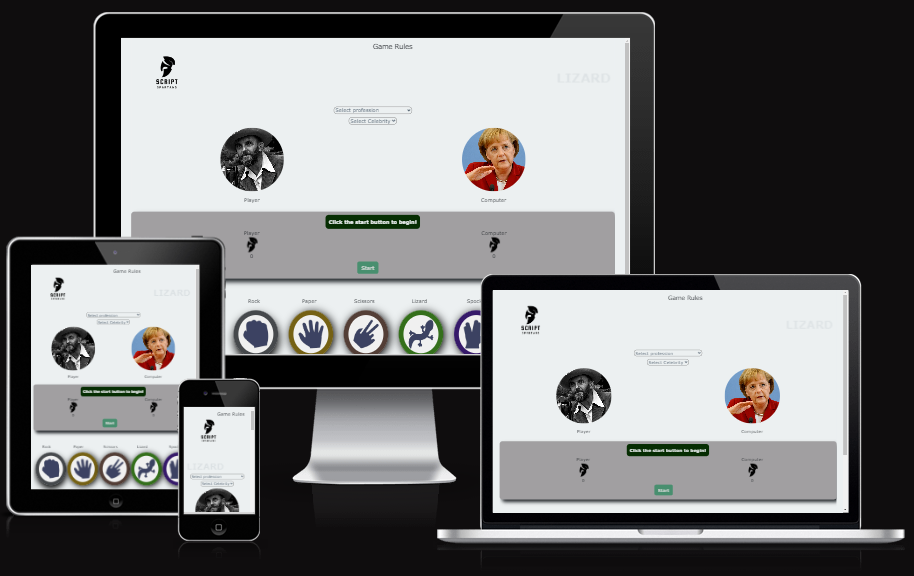 Game Rules
SCRIPT
SPARTANS
LIZARD
Select profession
Select Celebrity
Player
Computer
Click the start button to begin!
Player
Computer
0
0
Start
Rock
Paper
Scissors
Lizard
Spock
Game Rules
SCRIPT
LIZARD
Select profession
Select Celebrity
Player
Computer
Click the start button to begin!
Player
Computer
0
0
Start
Rock
Paper
Scissors
Lizard
Game Rules
SCRIPT
LIZARD
Select profession
Select Celebrity
Game Rules
SCRIPT
SPARTANS
LIZARD
Select profession
Select Celebrity
Player
Computer
Click the start button to begin!
Player
Computer
0
0
Start